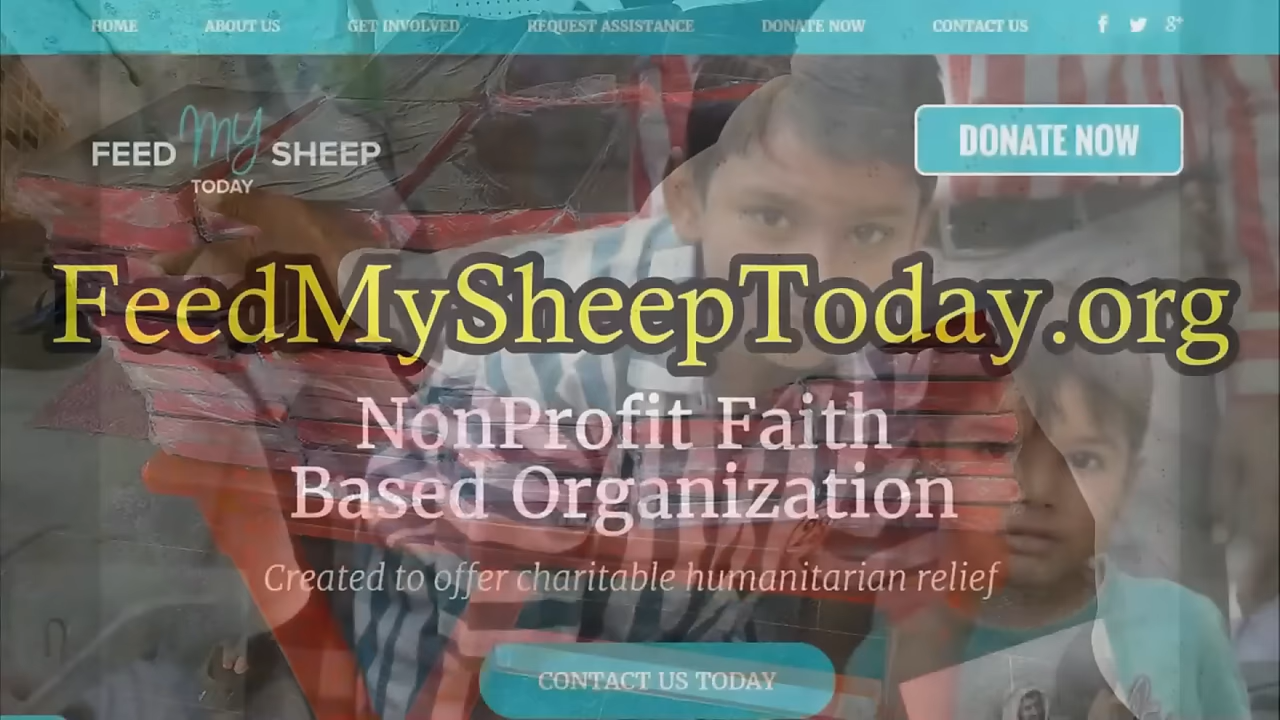 HOME ABOUT US GET INVOLVED REQUEST ASSISTANCE DONATE NOW CONTACT US
FEED My SHEEP
TODAY
DONATE NOW
FeedMySheepToday.org
NonProfit Faith
Based Organization
Created to offer charitable humanitarian relief
CONTACT US TODAY